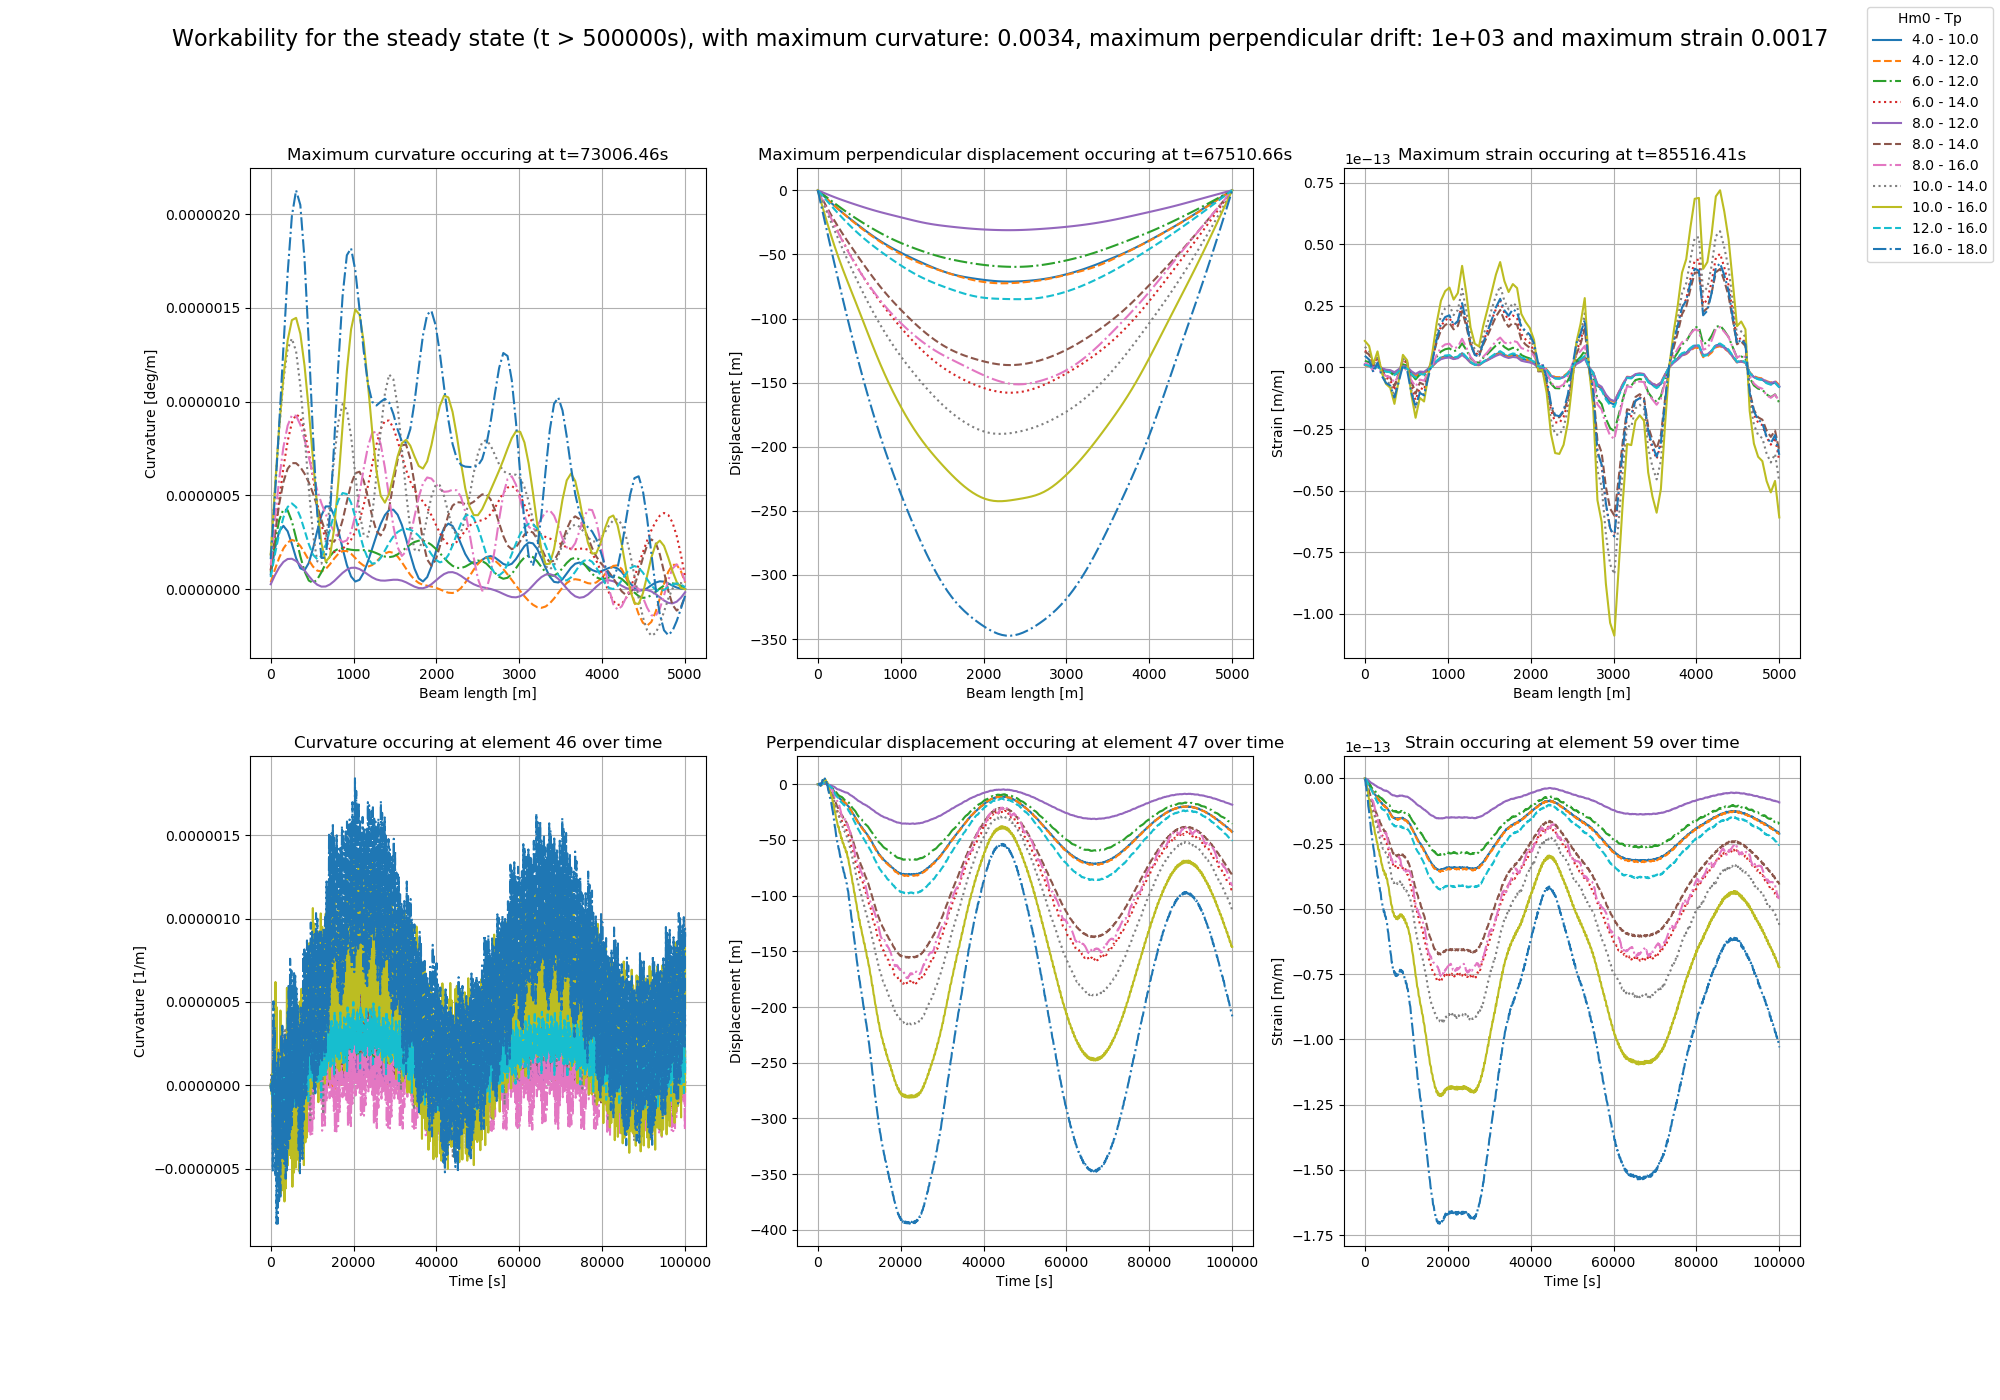 Workability for the steady state (t > 500000s), with maximum curvature: 0.0034, maximum perpendicular drift: 1e+03 and maximum strain 0.0017
Hm0 - Tp
4.0 - 10.0
4.0 - 12.0
6.0 - 12.0
6.0 - 14.0
8.0 - 12.0
8.0 - 14.0
8.0 - 16.0
10.0 - 14.0
10.0 - 16.0
12.0 - 16.0
16.0 - 18.0
Maximum curvature occuring at t=73006.46s
Curvature [deg/m]
0.0000020
0.0000015
0.0000010
0.0000005
0.0000000
0 1000 2000 3000 4000 5000
Beam length [m]
Maximum perpendicular displacement occuring at t=67510.66s
Displacement [m]
0
−50
−100
−150
−200
−250
−300
−350
0 1000 2000 3000 4000 5000
Beam length [m]
1e−13
Maximum strain occuring at t=85516.41s
Strain [m/m]
0.75
0.50
0.25
0.00
−0.25
−0.50
−0.75
−1.00
0 1000 2000 3000 4000 5000
Beam length [m]
Curvature occuring at element 46 over time
Curvature [1/m]
0.0000015
0.0000010
0.0000005
0.0000000
−0.0000005
0 20000 40000 60000 80000 100000
Time [s]
Perpendicular displacement occuring at element 47 over time
Displacement [m]
0
−50
−100
−150
−200
−250
−300
−350
−400
0 20000 40000 60000 80000 100000
Time [s]
1e−13
Strain occuring at element 59 over time
Strain [m/m]
0.00
−0.25
−0.50
−0.75
−1.00
−1.25
−1.50
−1.75
0 20000 40000 60000 80000 100000
Time [s]